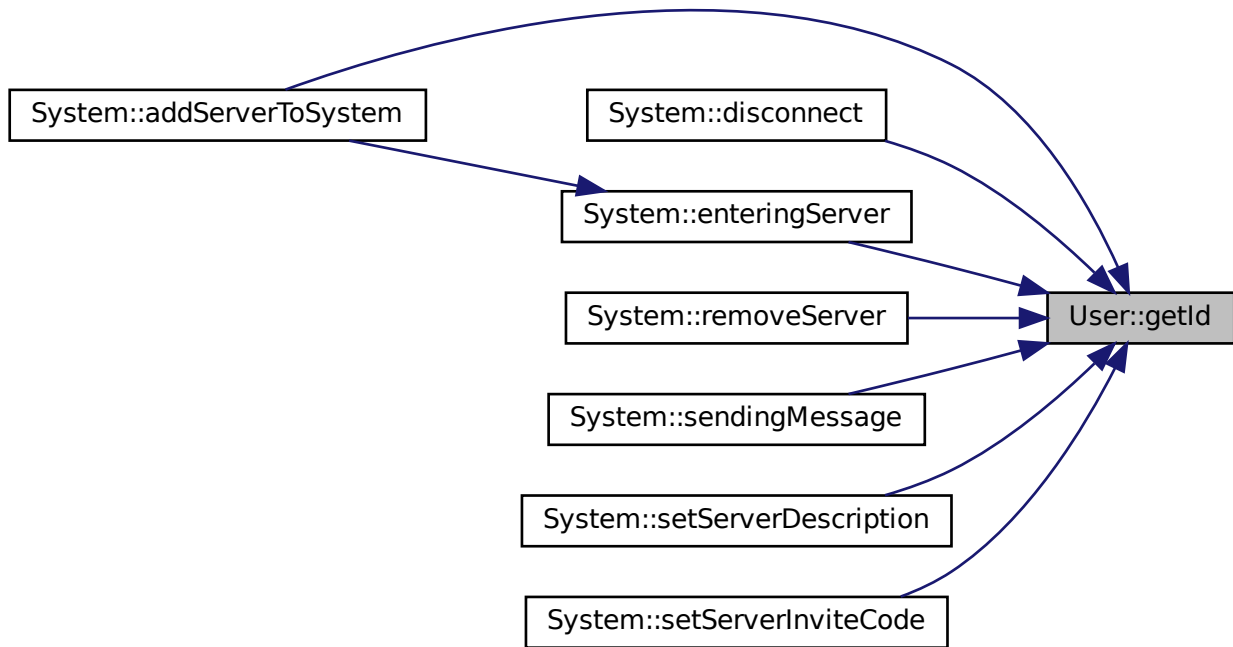 System::addServerToSystem
System::disconnect
System::enteringServer
System::removeServer
User::getId
System::sendingMessage
System::setServerDescription
System::setServerInviteCode